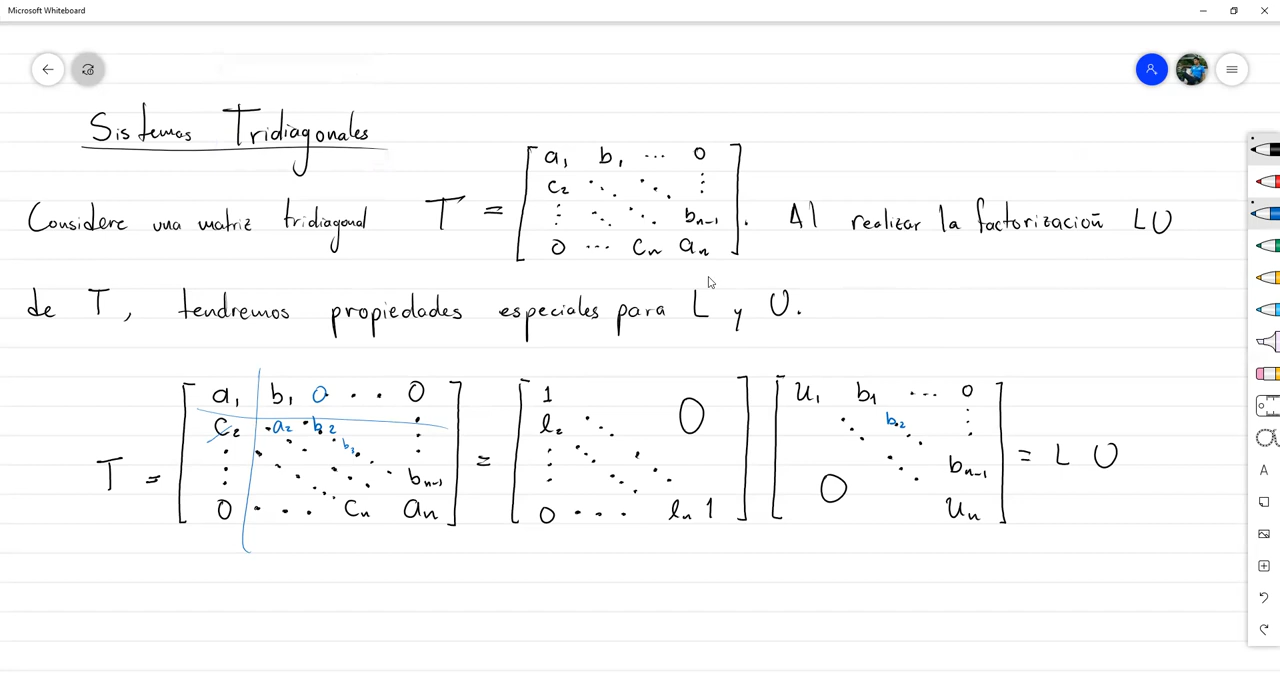 Microsoft Whiteboard
Sistemas Tridiagonales
Considere una matriz tridiagonal T = [ a₁ b₁ ⋯ 0 ; c₂ ⋱ ⋱ ⋮ ; ⋮ ⋱ ⋱ bₙ₋₁ ; 0 ⋯ cₙ aₙ ]. Al realizar la factorización LU
de T, tendremos propiedades especiales para L y U.
T = [ a₁ b₁ 0 · · 0 ; c₂ a₂ b₂ ⋮ ; ⋮ b₃ bₙ₋₁ ; 0 · · · cₙ aₙ ] = [ 1 ; l₂ ⋱ 0 ; ⋮ ⋱ ⋱ ; 0 · · · lₙ 1 ] [ u₁ b₁ ⋯ 0 ; ⋱ b₂ ⋱ ⋮ ; 0 ⋱ bₙ₋₁ ; uₙ ] = L U
A